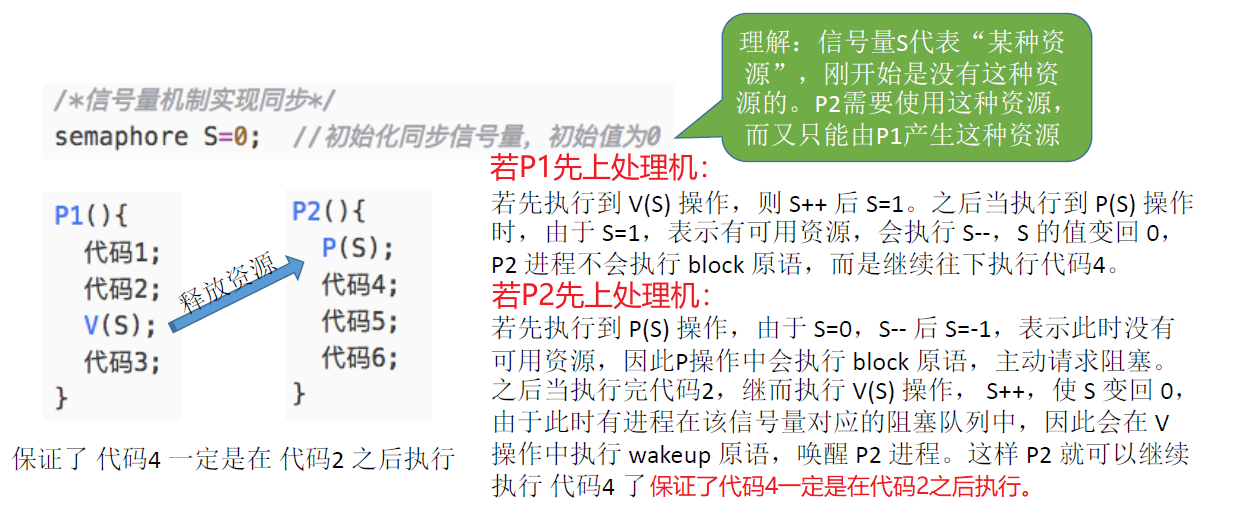 理解：信号量S代表“某种资
源”，刚开始是没有这种资
源的。P2需要使用这种资源，
而又只能由P1产生这种资源
/*信号量机制实现同步*/
semaphore S=0;  //初始化同步信号量，初始值为0
P1(){
代码1;
代码2;
V(S);
代码3;
}
释放资源
P2(){
P(S);
代码4;
代码5;
代码6;
}
保证了 代码4 一定是在 代码2 之后执行
若P1先上处理机：
若先执行到 V(S) 操作，则 S++ 后 S=1。之后当执行到 P(S) 操作
时，由于 S=1，表示有可用资源，会执行 S--，S 的值变回 0，
P2 进程不会执行 block 原语，而是继续往下执行代码4。
若P2先上处理机：
若先执行到 P(S) 操作，由于 S=0，S-- 后 S=-1，表示此时没有
可用资源，因此P操作中会执行 block 原语，主动请求阻塞。
之后当执行完代码2，继而执行 V(S) 操作， S++，使 S 变回 0，
由于此时有进程在该信号量对应的阻塞队列中，因此会在 V
操作中执行 wakeup 原语，唤醒 P2 进程。这样 P2 就可以继续
执行 代码4 了 保证了代码4一定是在代码2之后执行。